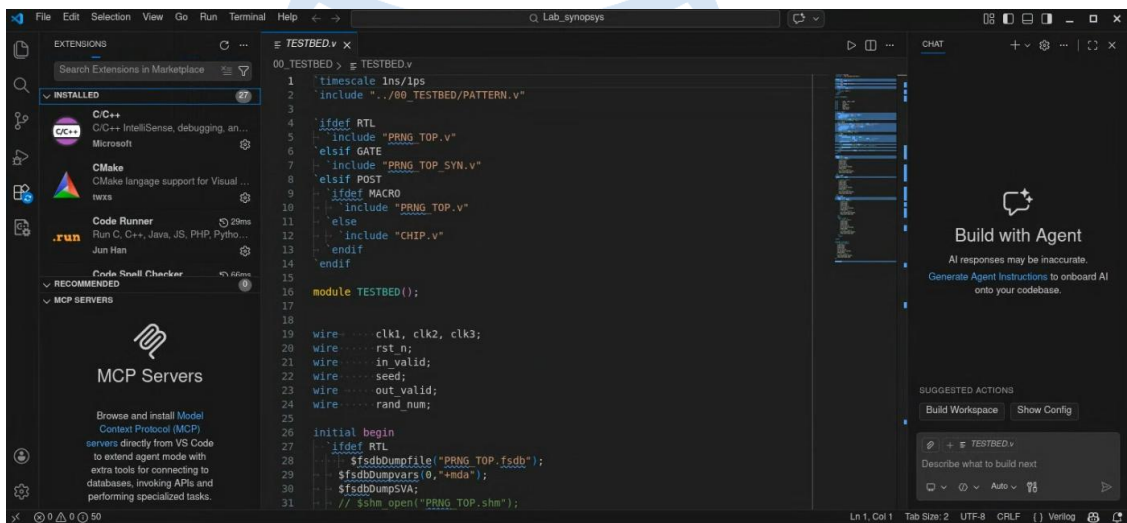 File Edit Selection View Go Run Terminal Help
Lab_synopsys
EXTENSIONS
Search Extensions in Marketplace
INSTALLED 27
C/C++
C/C++ IntelliSense, debugging, an...
Microsoft
CMake
CMake langage support for Visual ...
twxs
Code Runner 29ms
Run C, C++, Java, JS, PHP, Pytho...
Jun Han
Code Spell Checker 66ms
RECOMMENDED 0
MCP SERVERS
MCP Servers
Browse and install Model
Context Protocol (MCP)
servers directly from VS Code
to extend agent mode with
extra tools for connecting to
databases, invoking APIs and
performing specialized tasks.
TESTBED.v
00_TESTBED > TESTBED.v
1 `timescale 1ns/1ps
2 `include "../00_TESTBED/PATTERN.v"
3
4 `ifdef RTL
5 `include "PRNG_TOP.v"
6 `elsif GATE
7 `include "PRNG_TOP_SYN.v"
8 `elsif POST
9 `ifdef MACRO
10 `include "PRNG_TOP.v"
11 `else
12 `include "CHIP.v"
13 `endif
14 `endif
15
16 module TESTBED();
17
18
19 wire clk1, clk2, clk3;
20 wire rst_n;
21 wire in_valid;
22 wire seed;
23 wire out_valid;
24 wire rand_num;
25
26 initial begin
27 `ifdef RTL
28 $fsdbDumpfile("PRNG_TOP.fsdb");
29 $fsdbDumpvars(0,"+mda");
30 $fsdbDumpSVA;
31 // $shm_open("PRNG_TOP.shm");
CHAT
Build with Agent
AI responses may be inaccurate.
Generate Agent Instructions to onboard AI
onto your codebase.
SUGGESTED ACTIONS
Build Workspace Show Config
TESTBED.v
Describe what to build next
Auto
0 0 50
Ln 1, Col 1 Tab Size: 2 UTF-8 CRLF { } Verilog